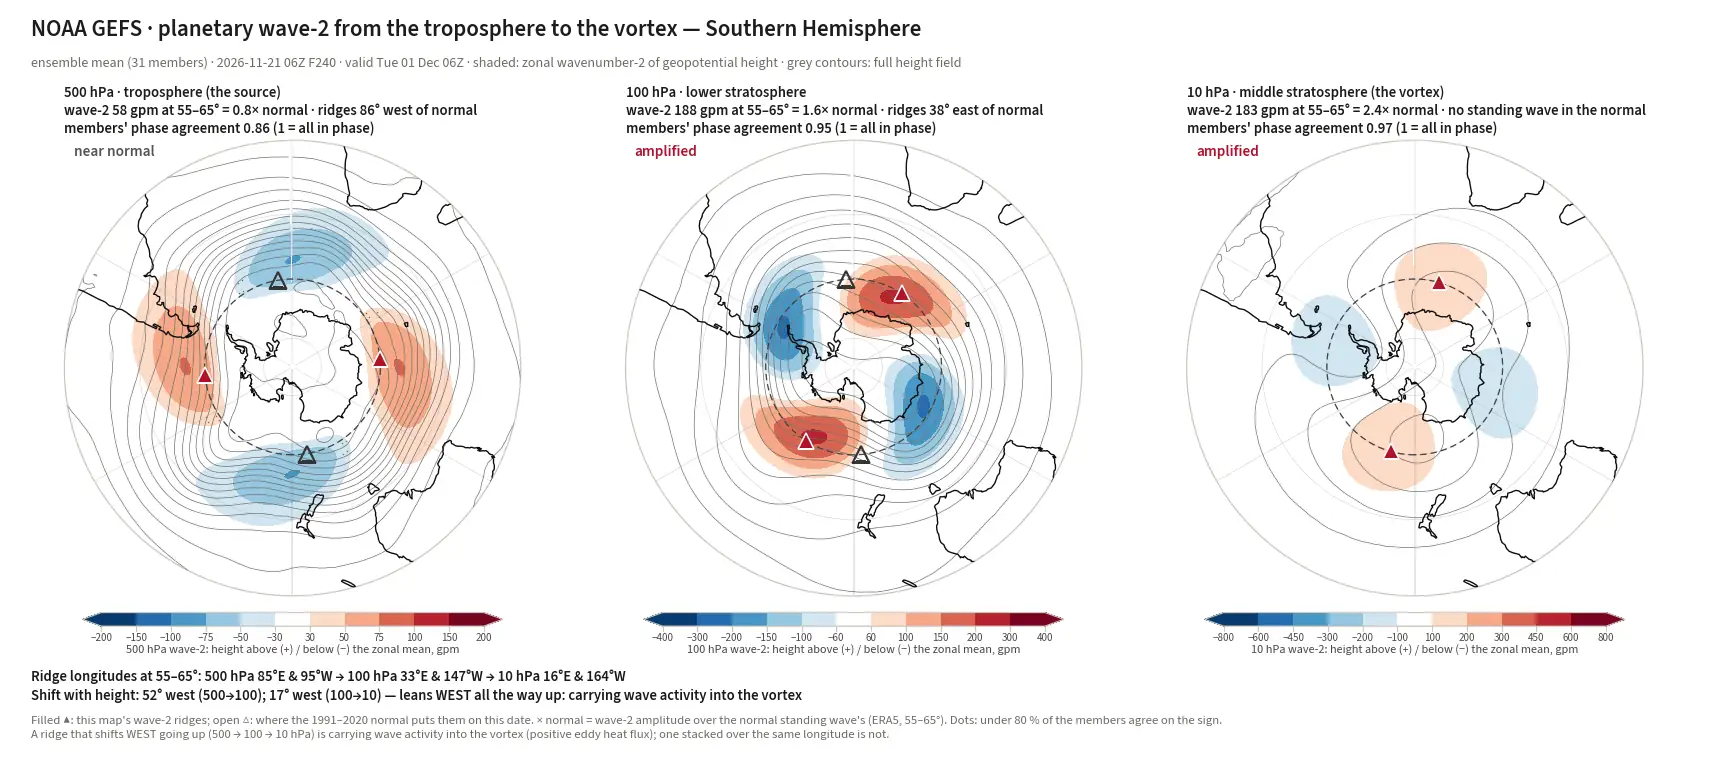 NOAA GEFS · planetary wave-2 from the troposphere to the vortex — Southern Hemisphere
ensemble mean (31 members) · 2026-11-21 06Z F240 · valid Tue 01 Dec 06Z · shaded: zonal wavenumber-2 of geopotential height · grey contours: full height field
500 hPa · troposphere (the source)
wave-2 58 gpm at 55–65° = 0.8× normal · ridges 86° west of normal
members' phase agreement 0.86 (1 = all in phase)
near normal
100 hPa · lower stratosphere
wave-2 188 gpm at 55–65° = 1.6× normal · ridges 38° east of normal
members' phase agreement 0.95 (1 = all in phase)
amplified
10 hPa · middle stratosphere (the vortex)
wave-2 183 gpm at 55–65° = 2.4× normal · no standing wave in the normal
members' phase agreement 0.97 (1 = all in phase)
amplified
−200 −150 −100 −75 −50 −30 30 50 75 100 150 200
500 hPa wave-2: height above (+) / below (−) the zonal mean, gpm
−400 −300 −200 −150 −100 −60 60 100 150 200 300 400
100 hPa wave-2: height above (+) / below (−) the zonal mean, gpm
−800 −600 −450 −300 −200 −100 100 200 300 450 600 800
10 hPa wave-2: height above (+) / below (−) the zonal mean, gpm
Ridge longitudes at 55–65°: 500 hPa 85°E & 95°W → 100 hPa 33°E & 147°W → 10 hPa 16°E & 164°W
Shift with height: 52° west (500→100); 17° west (100→10) — leans WEST all the way up: carrying wave activity into the vortex
Filled ▲: this map's wave-2 ridges; open △: where the 1991–2020 normal puts them on this date. × normal = wave-2 amplitude over the normal standing wave's (ERA5, 55–65°). Dots: under 80 % of the members agree on the sign.
A ridge that shifts WEST going up (500 → 100 → 10 hPa) is carrying wave activity into the vortex (positive eddy heat flux); one stacked over the same longitude is not.